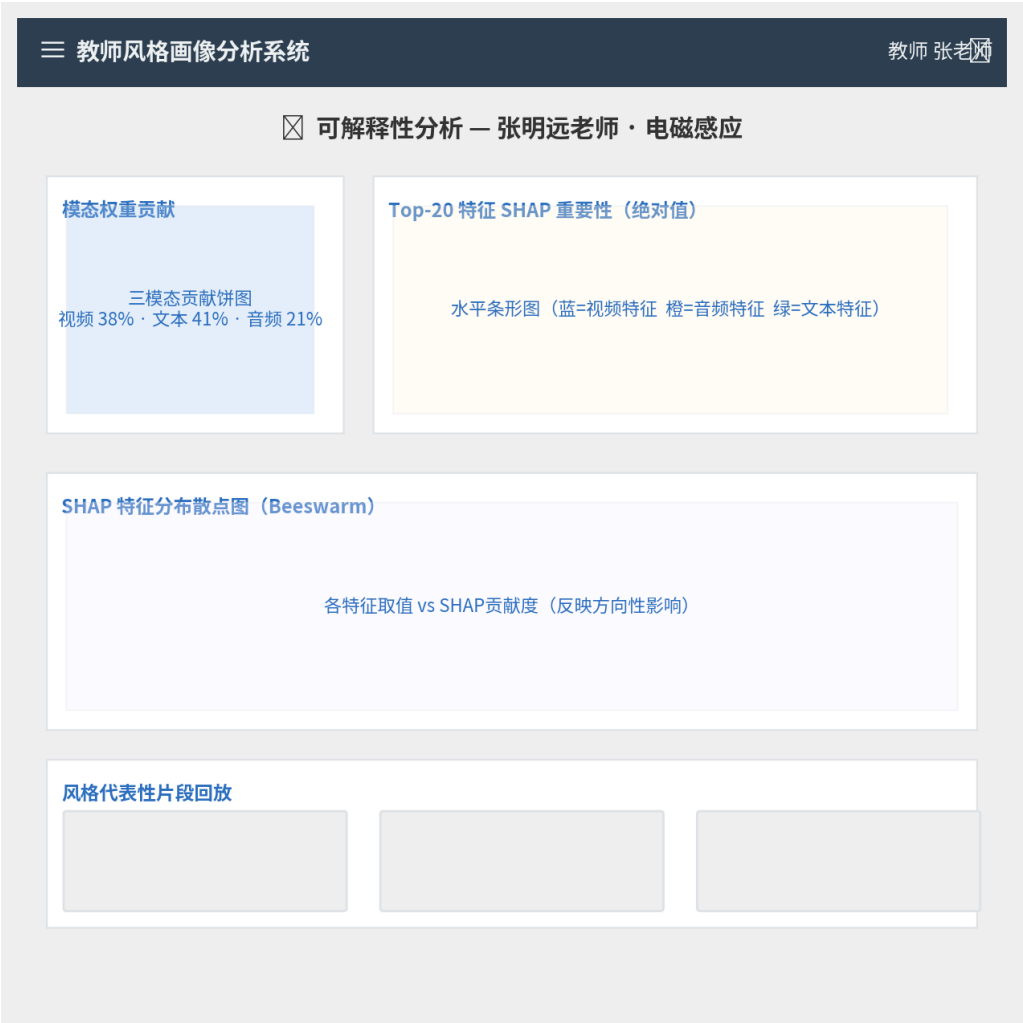 教师风格画像分析系统
教师 张老师
可解释性分析 — 张明远老师 · 电磁感应
模态权重贡献
三模态贡献饼图
视频 38% · 文本 41% · 音频 21%
Top-20 特征 SHAP 重要性（绝对值）
水平条形图（蓝=视频特征 橙=音频特征 绿=文本特征）
SHAP 特征分布散点图（Beeswarm）
各特征取值 vs SHAP贡献度（反映方向性影响）
风格代表性片段回放